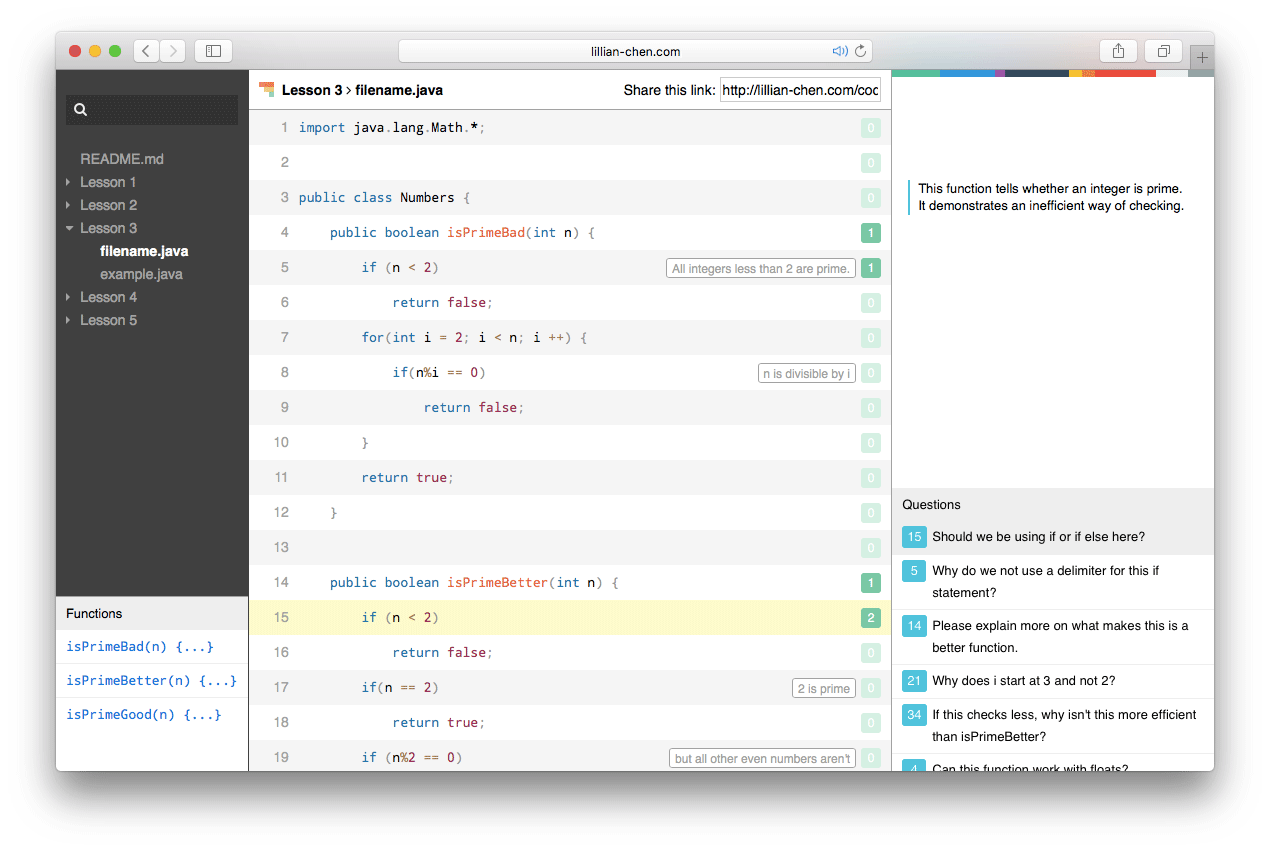 lillian-chen.com
README.md
Lesson 1
Lesson 2
Lesson 3
filename.java
example.java
Lesson 4
Lesson 5
Functions
isPrimeBad(n) {...}
isPrimeBetter(n) {...}
isPrimeGood(n) {...}
Lesson 3 › filename.java Share this link: http://lillian-chen.com/coc
1 import java.lang.Math.*; 0
2 0
3 public class Numbers { 0
4 public boolean isPrimeBad(int n) { 1
5 if (n < 2) All integers less than 2 are prime. 1
6 return false; 0
7 for(int i = 2; i < n; i ++) { 0
8 if(n%i == 0) n is divisible by i 0
9 return false; 0
10 } 0
11 return true; 0
12 } 0
13 0
14 public boolean isPrimeBetter(int n) { 1
15 if (n < 2) 2
16 return false; 0
17 if(n == 2) 2 is prime 0
18 return true; 0
19 if (n%2 == 0) but all other even numbers aren't 0
This function tells whether an integer is prime.
It demonstrates an inefficient way of checking.
Questions
15 Should we be using if or if else here?
5 Why do we not use a delimiter for this if
statement?
14 Please explain more on what makes this is a
better function.
21 Why does i start at 3 and not 2?
34 If this checks less, why isn't this more efficient
than isPrimeBetter?
4 Can this function work with floats?